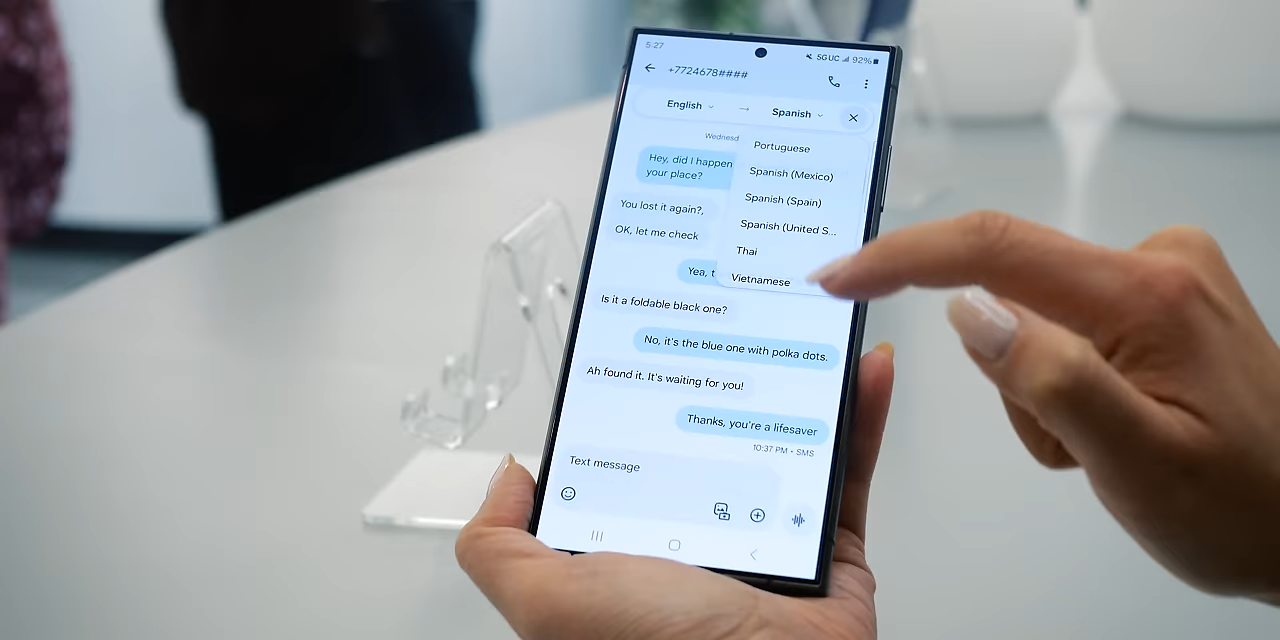 5:27
5G UC 92%
+7724678####
English → Spanish
Wednesd
Portuguese
Spanish (Mexico)
Spanish (Spain)
Spanish (United S...
Thai
Vietnamese
Hey, did I happen
your place?
You lost it again?,
OK, let me check
Yea, t
Is it a foldable black one?
No, it's the blue one with polka dots.
Ah found it. It's waiting for you!
Thanks, you're a lifesaver
10:37 PM • SMS
Text message